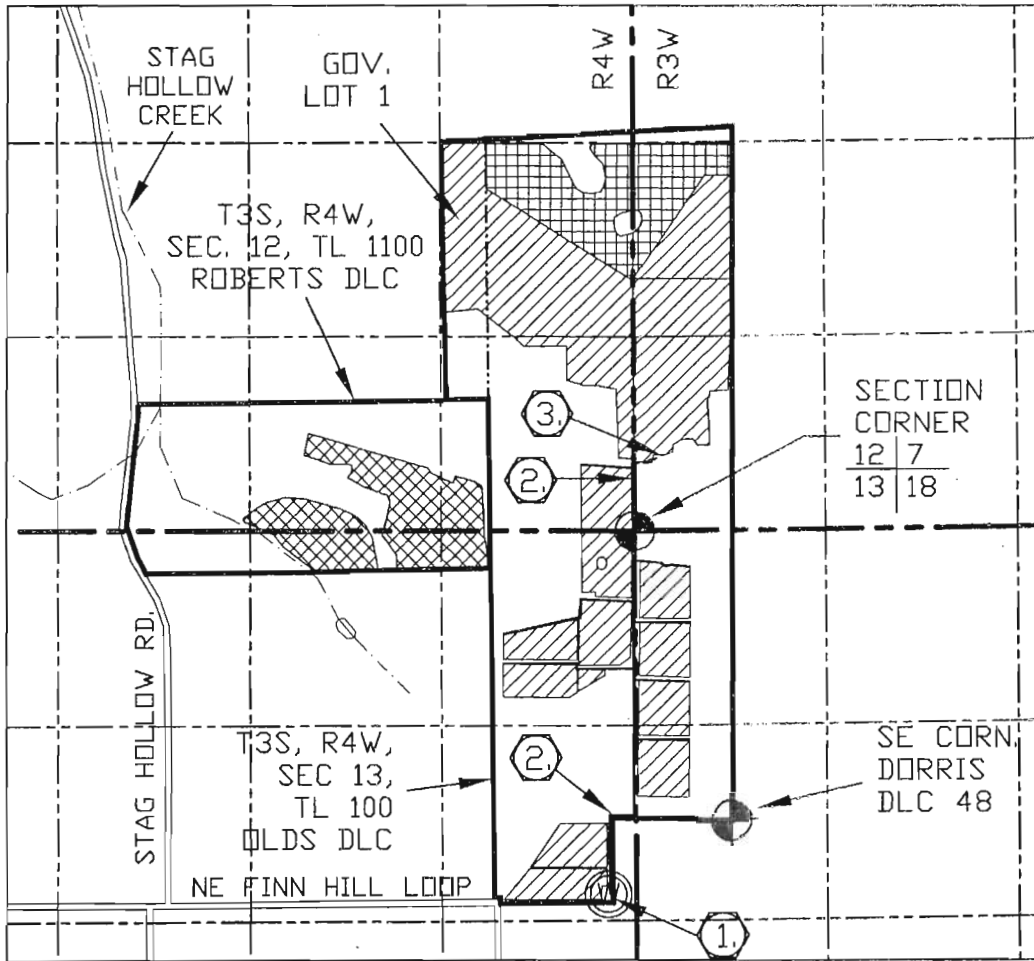 STAG
HOLLOW
CREEK
GOV.
LOT 1
R4W
R3W
T3S, R4W,
SEC. 12, TL 1100
ROBERTS DLC
3.
2.
SECTION
CORNER
12 7
13 18
STAG HOLLOW RD.
T3S, R4W,
SEC 13,
TL 100
OLDS DLC
2.
SE CORN.
DORRIS
DLC 48
NE FINN HILL LOOP
W
1.